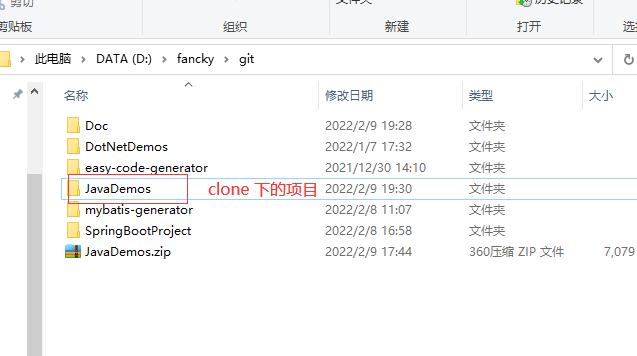 剪切
文件夹
历史记录
剪贴板
组织
新建
打开
此电脑 > DATA (D:) > fancky > git
名称 修改日期 类型 大小
Doc 2022/2/9 19:28 文件夹
DotNetDemos 2022/1/7 17:32 文件夹
easy-code-generator 2021/12/30 14:10 文件夹
JavaDemos clone 下的项目 2022/2/9 19:30 文件夹
mybatis-generator 2022/2/8 11:07 文件夹
SpringBootProject 2022/2/8 16:58 文件夹
JavaDemos.zip 2022/2/9 17:44 360压缩 ZIP 文件 7,079